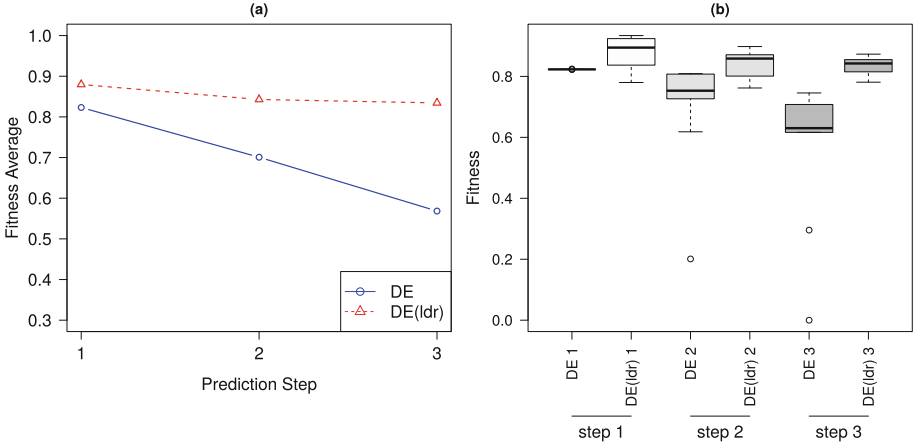 (a)
Fitness Average
1.0
0.9
0.8
0.7
0.6
0.5
0.4
0.3
DE
DE(ldr)
1 2 3
Prediction Step
(b)
Fitness
0.8
0.6
0.4
0.2
0.0
DE 1
DE(ldr) 1
DE 2
DE(ldr) 2
DE 3
DE(ldr) 3
step 1 step 2 step 3